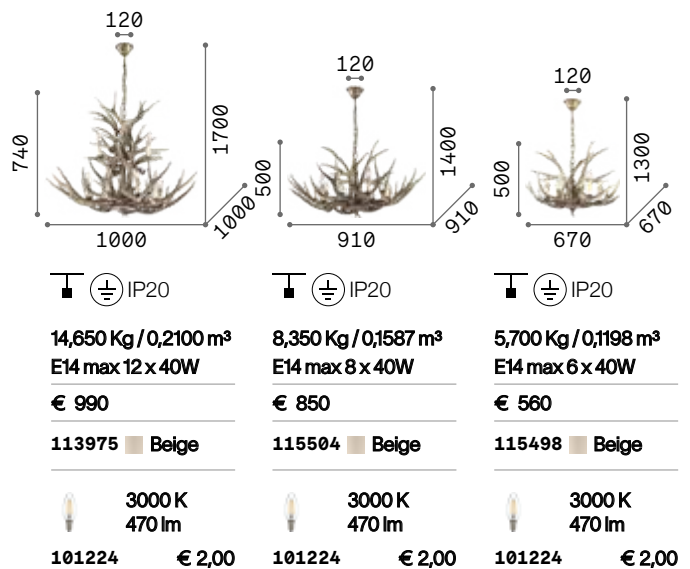 120
740
1700
1000
1000
IP20
14,650 Kg / 0,2100 m³
E14 max 12 x 40W
€ 990
113975 Beige
3000 K
470 lm
101224 € 2,00
120
500
1400
910
910
IP20
8,350 Kg / 0,1587 m³
E14 max 8 x 40W
€ 850
115504 Beige
3000 K
470 lm
101224 € 2,00
120
500
1300
670
670
IP20
5,700 Kg / 0,1198 m³
E14 max 6 x 40W
€ 560
115498 Beige
3000 K
470 lm
101224 € 2,00